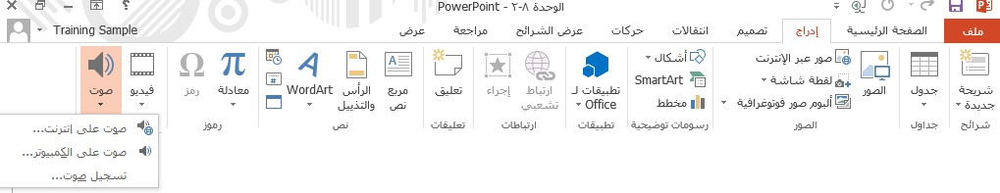 الوحدة ٨-٢ - PowerPoint
ملف الصفحة الرئيسية إدراج تصميم انتقالات حركات عرض الشرائح مراجعة عرض Training Sample
شريحة جديدة
شرائح
جدول
جداول
الصور
صور عبر الإنترنت
لقطة شاشة
ألبوم صور فوتوغرافية
الصور
أشكال
SmartArt
مخطط
رسومات توضيحية
تطبيقات لـ Office
تطبيقات
ارتباط تشعبي
إجراء
ارتباطات
تعليق
تعليقات
مربع نص
الرأس والتذييل
WordArt
نص
معادلة
رمز
رموز
فيديو
صوت
صوت على إنترنت...
صوت على الكمبيوتر...
تسجيل صوت...